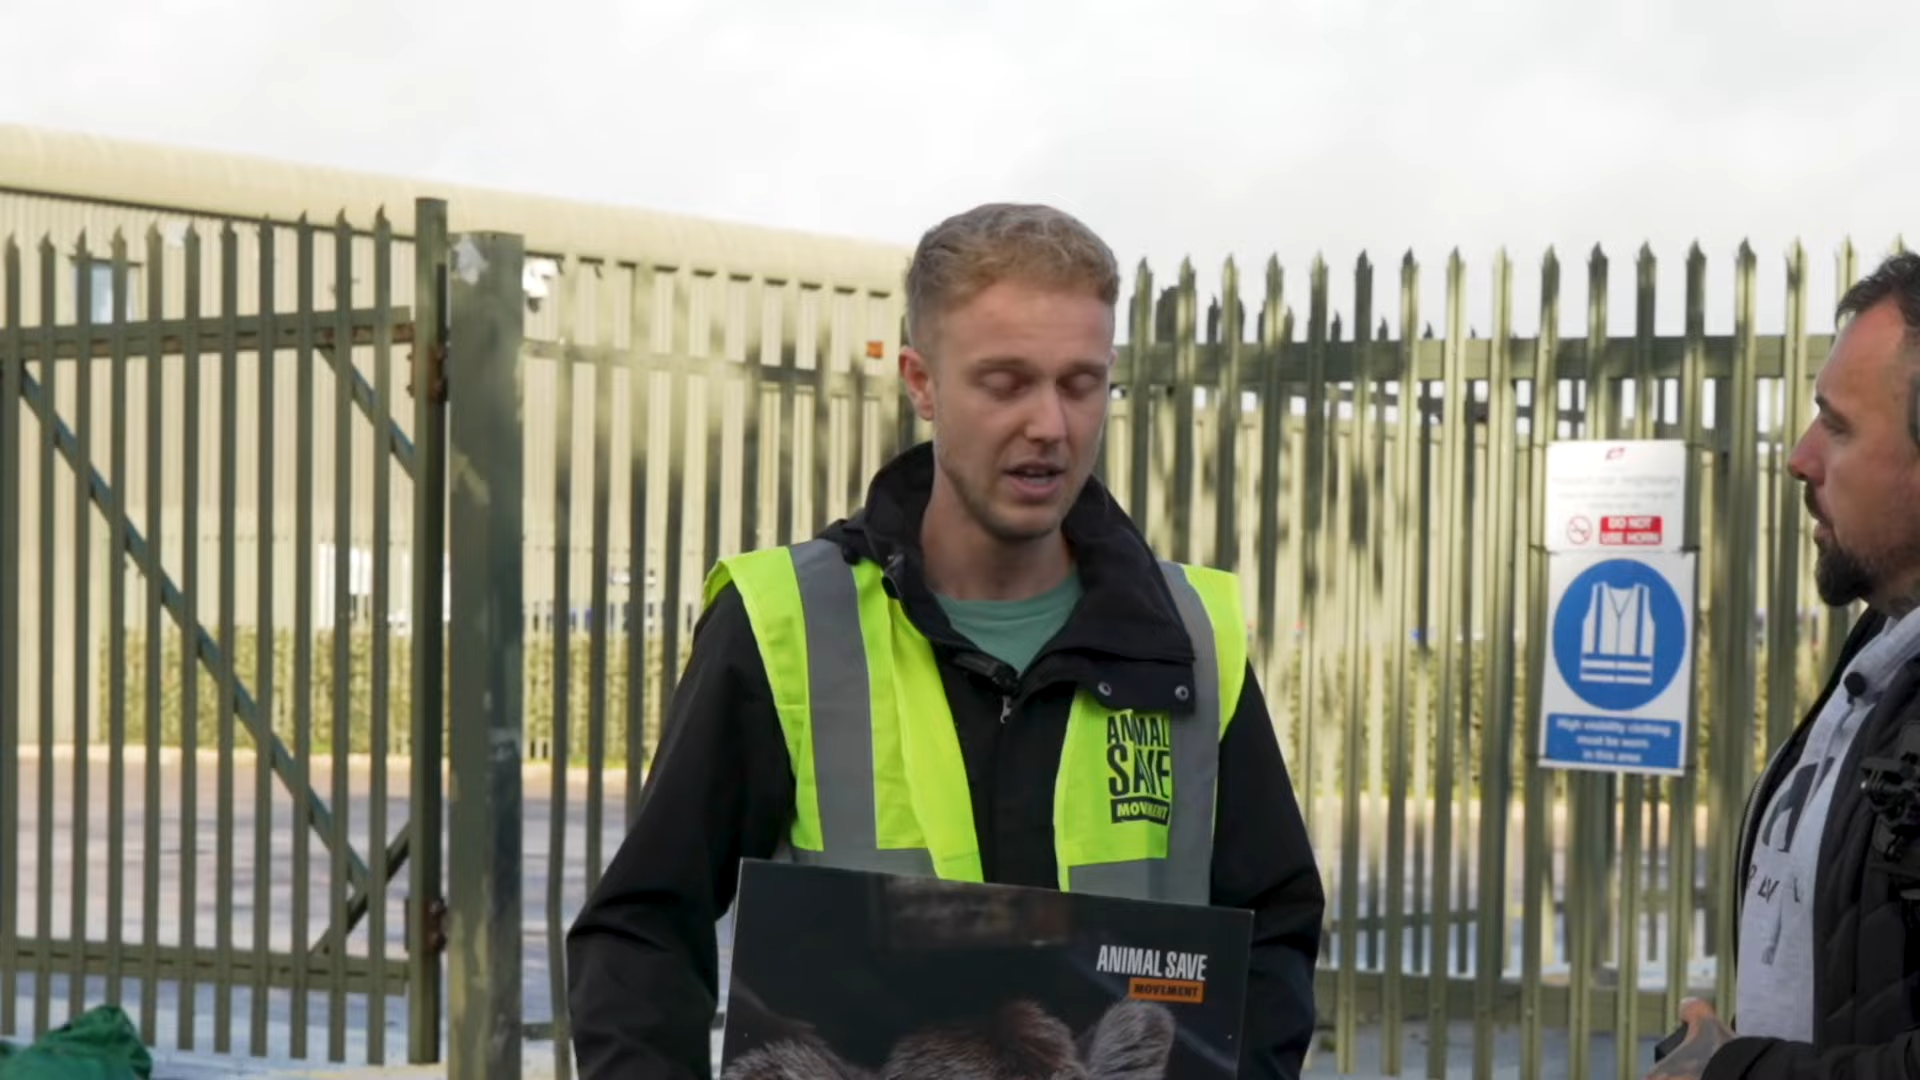 DO NOT
USE HORN
High visibility clothing
must be worn
in this area
ANIMAL
SAVE
MOVEMENT
ANIMAL SAVE
MOVEMENT